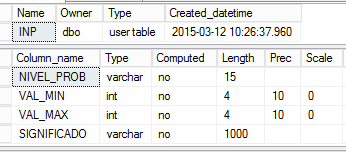 Name Owner Type Created_datetime
INP dbo user table 2015-03-12 10:26:37.960
Column_name Type Computed Length Prec Scale
NIVEL_PROB varchar no 15
VAL_MIN int no 4 10 0
VAL_MAX int no 4 10 0
SIGNIFICADO varchar no 1000